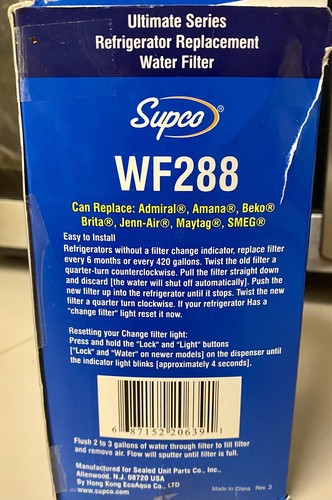 Ultimate Series
Refrigerator Replacement
Water Filter
Supco®
WF288
Can Replace: Admiral®, Amana®, Beko®
Brita®, Jenn-Air®, Maytag®, SMEG®
Easy to Install
Refrigerators without a filter change indicator, replace filter
every 6 months or every 420 gallons. Twist the old filter a
quarter-turn counterclockwise. Pull the filter straight down
and discard [the water will shut off automatically]. Push the
new filter up into the refrigerator until it stops. Twist the new
filter a quarter turn clockwise. If your refrigerator Has a
"change filter" light reset it now.
Resetting your Change filter light:
Press and hold the "Lock" and "Light" buttons
["Lock" and "Water" on newer models] on the dispenser until
the indicator light blinks [approximately 4 seconds].
6 87152 20639 1
Flush 2 to 3 gallons of water through filter to fill filter
and remove air. Flow will sputter until filter is full.
Manufactured for Sealed Unit Parts Co., Inc.
Allenwood, N.J. 08720 USA
By Hong Kong EcoAqua Co., LTD
www.supco.com
Made In China Rev 3